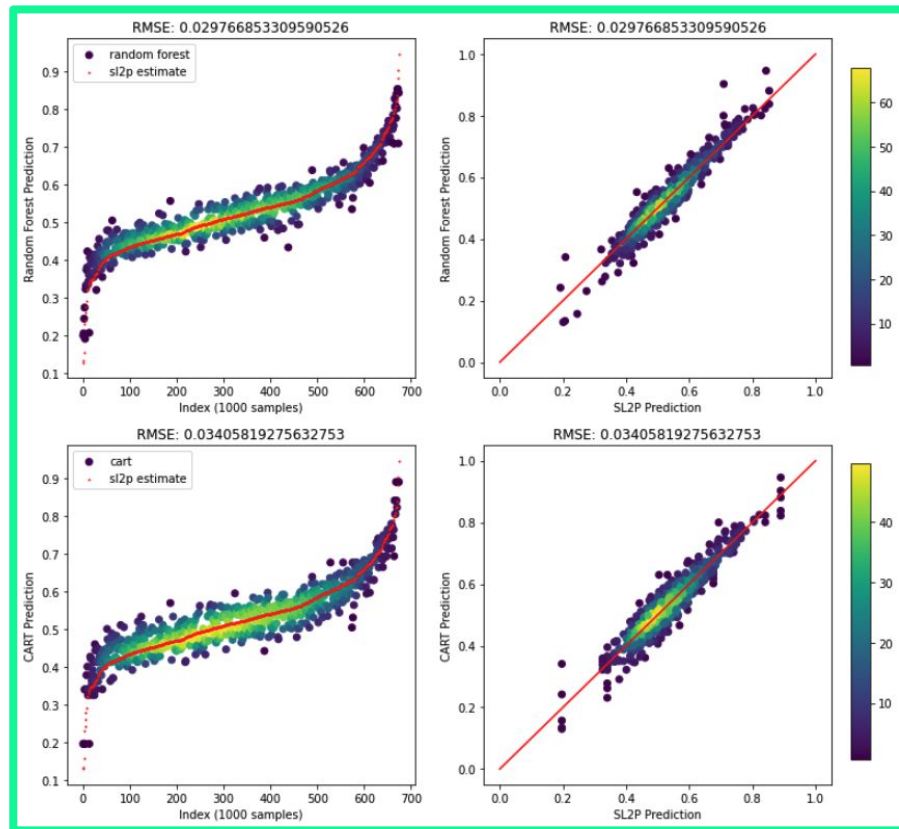 RMSE: 0.029766853309590526
random forest
sl2p estimate
Random Forest Prediction
0.9
0.8
0.7
0.6
0.5
0.4
0.3
0.2
0.1
0 100 200 300 400 500 600 700
Index (1000 samples)
RMSE: 0.029766853309590526
Random Forest Prediction
1.0
0.8
0.6
0.4
0.2
0.0
0.0 0.2 0.4 0.6 0.8 1.0
SL2P Prediction
60
50
40
30
20
10
RMSE: 0.03405819275632753
cart
sl2p estimate
CART Prediction
0.9
0.8
0.7
0.6
0.5
0.4
0.3
0.2
0.1
0 100 200 300 400 500 600 700
Index (1000 samples)
RMSE: 0.03405819275632753
CART Prediction
1.0
0.8
0.6
0.4
0.2
0.0
0.0 0.2 0.4 0.6 0.8 1.0
SL2P Prediction
40
30
20
10